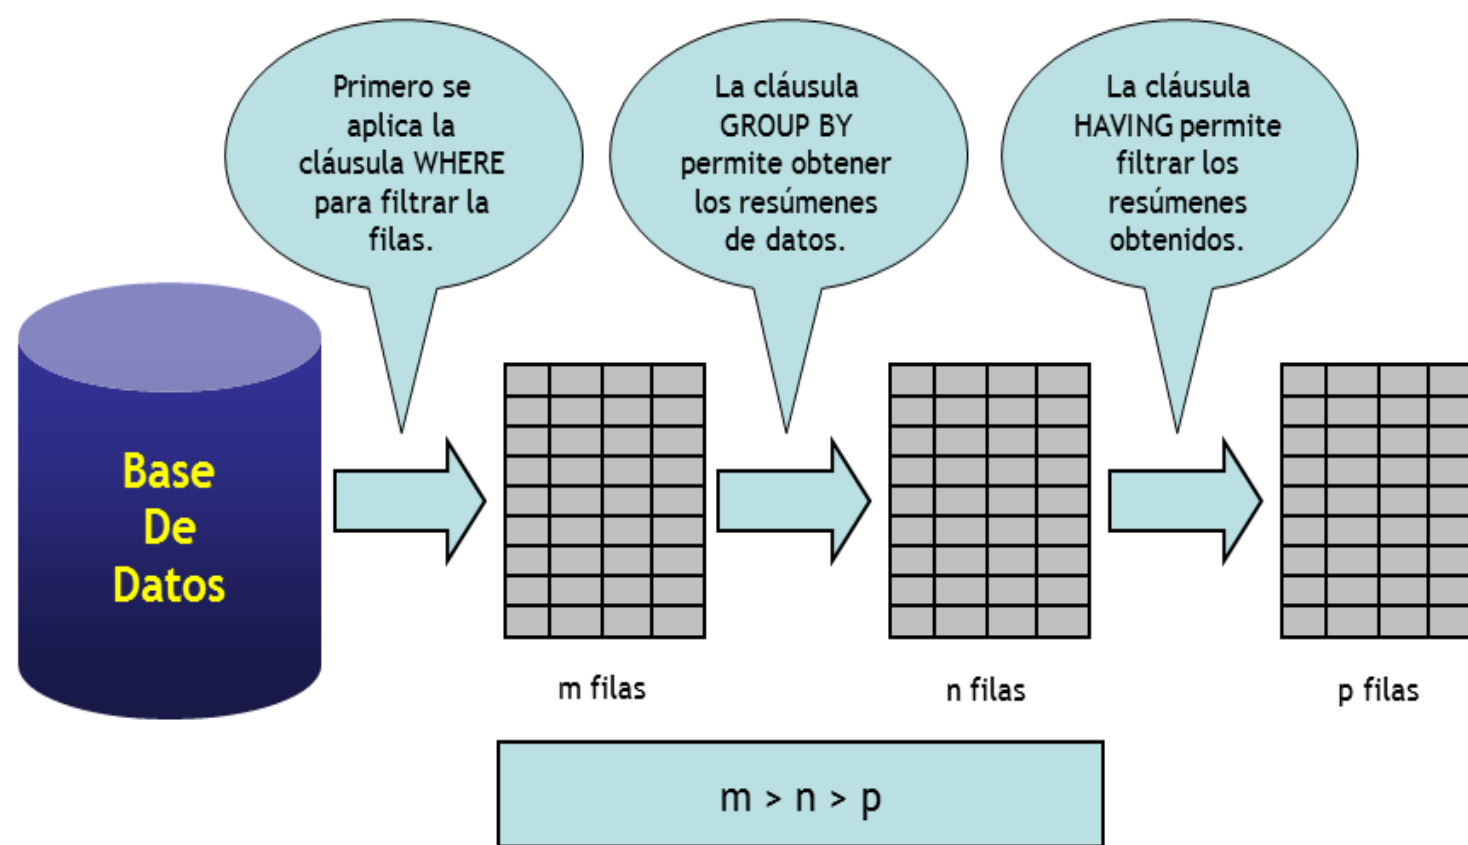 Primero se
aplica la
cláusula WHERE
para filtrar la
filas.
La cláusula
GROUP BY
permite obtener
los resúmenes
de datos.
La cláusula
HAVING permite
filtrar los
resúmenes
obtenidos.
Base
De
Datos
m filas
n filas
p filas
m > n > p